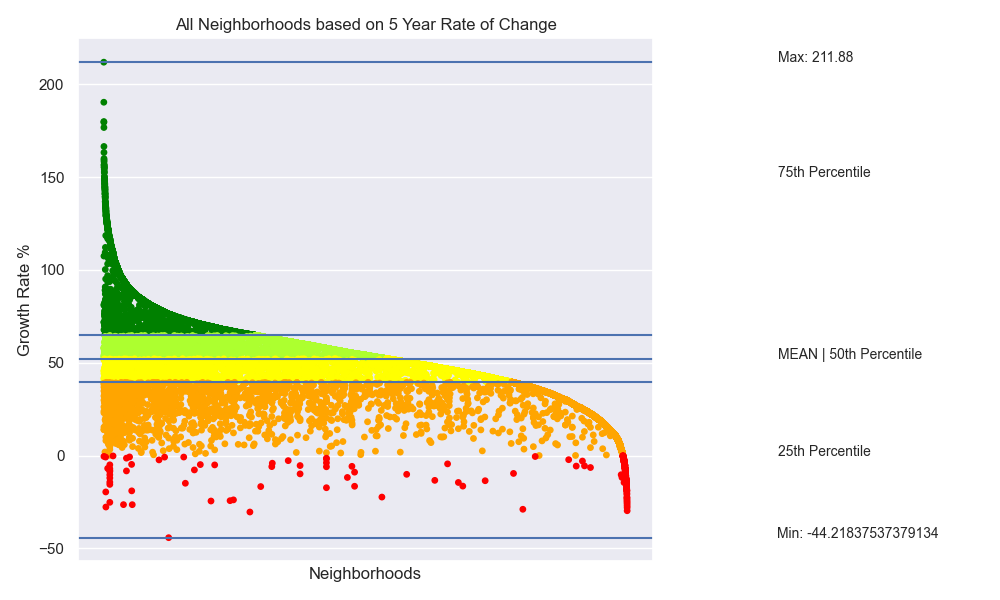 All Neighborhoods based on 5 Year Rate of Change
Growth Rate %
200
150
100
50
0
−50
Neighborhoods
Max: 211.88
75th Percentile
MEAN | 50th Percentile
25th Percentile
Min: -44.21837537379134